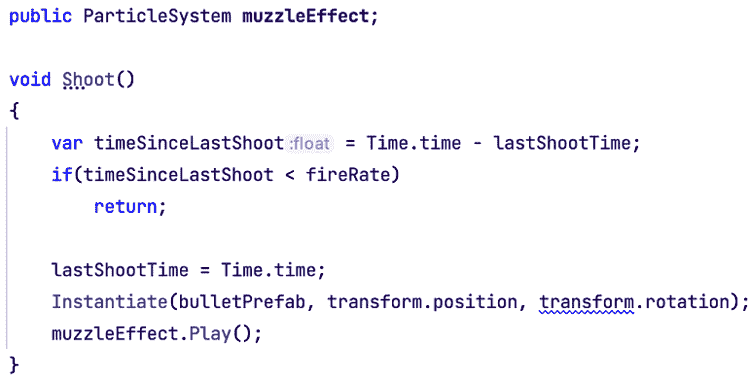 public ParticleSystem muzzleEffect;
void Shoot()
{
var timeSinceLastShoot :float = Time.time - lastShootTime;
if(timeSinceLastShoot < fireRate)
return;
lastShootTime = Time.time;
Instantiate(bulletPrefab, transform.position, transform.rotation);
muzzleEffect.Play();
}